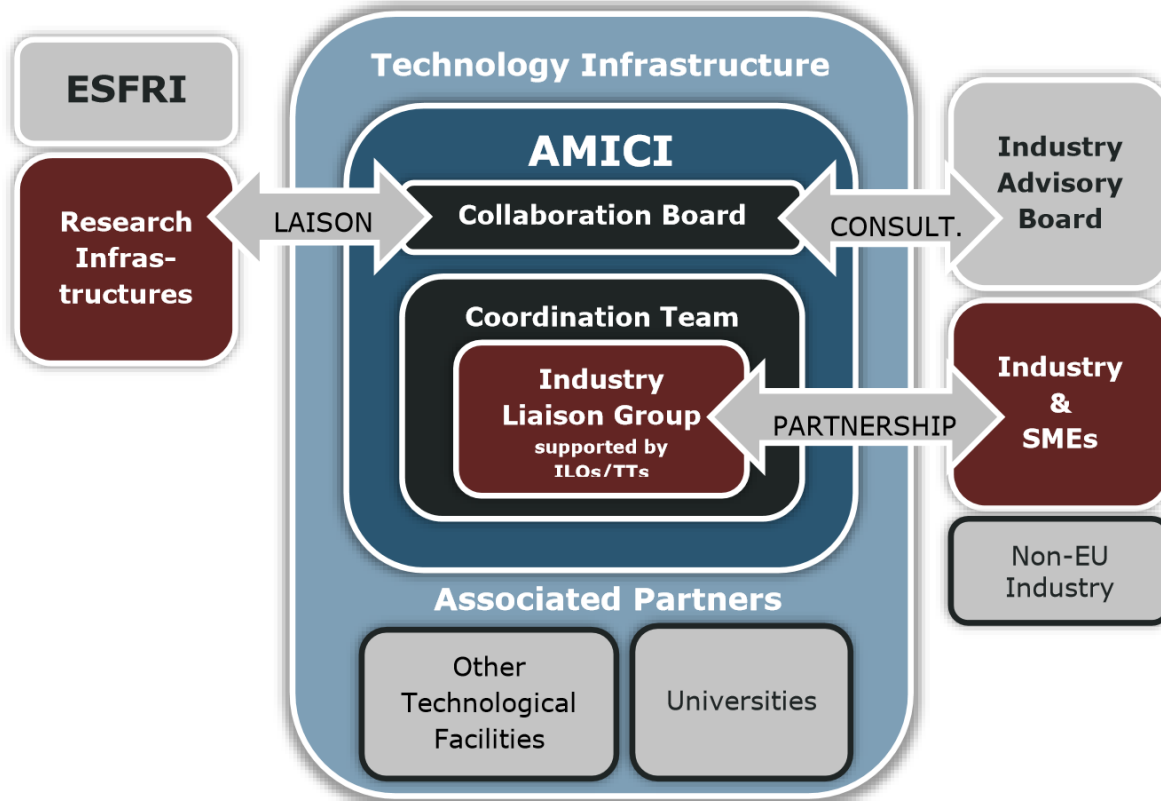 Technology Infrastructure
ESFRI
Research
Infras-
tructures
LAISON
AMICI
Collaboration Board
CONSULT.
Industry
Advisory
Board
Coordination Team
Industry
Liaison Group
supported by
ILOs/TTs
PARTNERSHIP
Industry
&
SMEs
Non-EU
Industry
Associated Partners
Other
Technological
Facilities
Universities